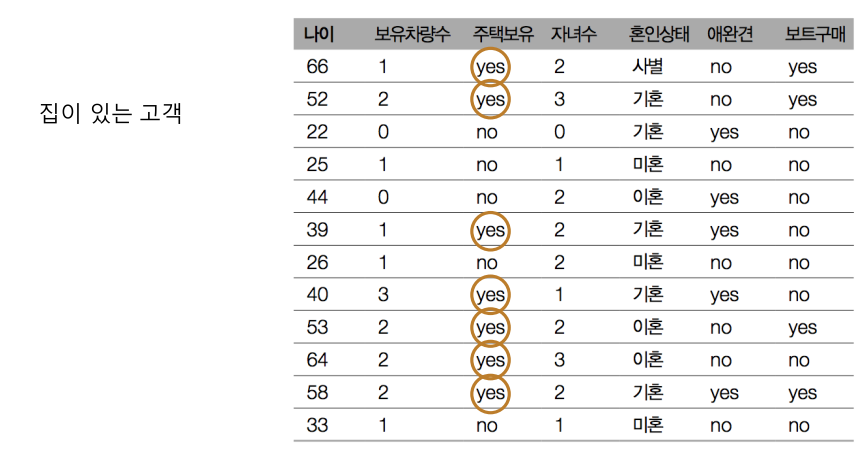 집이 있는 고객
나이 보유차량수 주택보유 자녀수 혼인상태 애완견 보트구매
66 1 yes 2 사별 no yes
52 2 yes 3 기혼 no yes
22 0 no 0 기혼 yes no
25 1 no 1 미혼 no no
44 0 no 2 이혼 yes no
39 1 yes 2 기혼 yes no
26 1 no 2 미혼 no no
40 3 yes 1 기혼 yes no
53 2 yes 2 이혼 no yes
64 2 yes 3 이혼 no no
58 2 yes 2 기혼 yes yes
33 1 no 1 미혼 no no